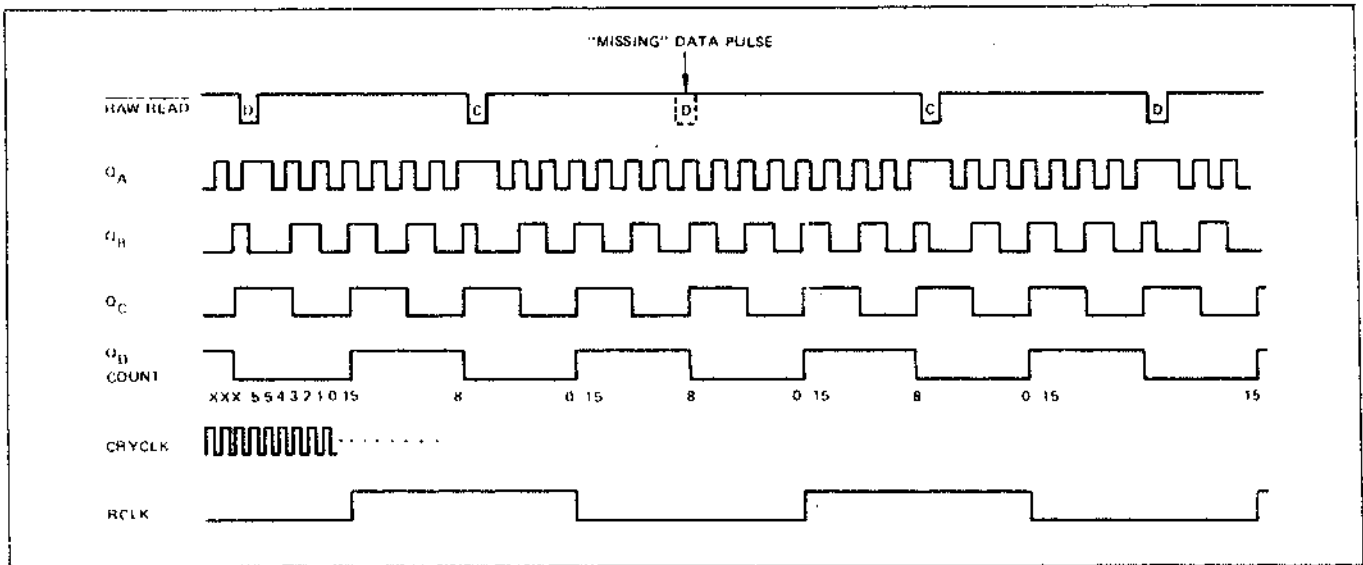 "MISSING" DATA PULSE
RAW READ
D C D C D
QA
QB
QC
QD
COUNT
XXX 5 5 4 3 2 1 0 15 8 0 15 8 0 15 8 0 15 15
CRYCLK
RCLK